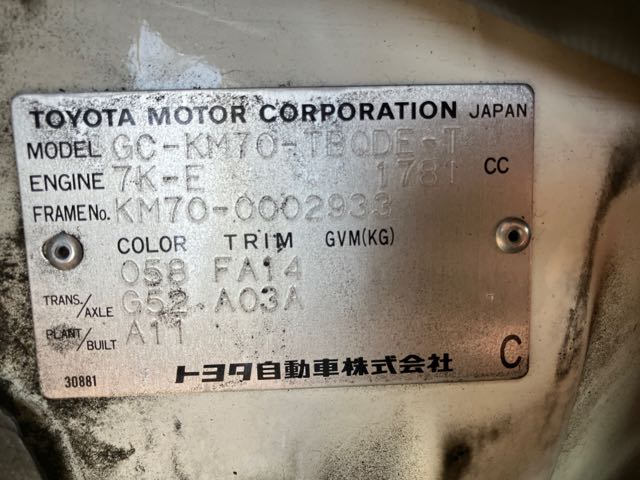 TOYOTA MOTOR CORPORATION JAPAN
MODEL GC-KM70-TBQDE-T
ENGINE 7K-E 1781 CC
FRAME No. KM70-0002933
COLOR TRIM GVM(KG)
058 FA14
TRANS./AXLE G52 A03A
PLANT/BUILT A11
30881 トヨタ自動車株式会社 C